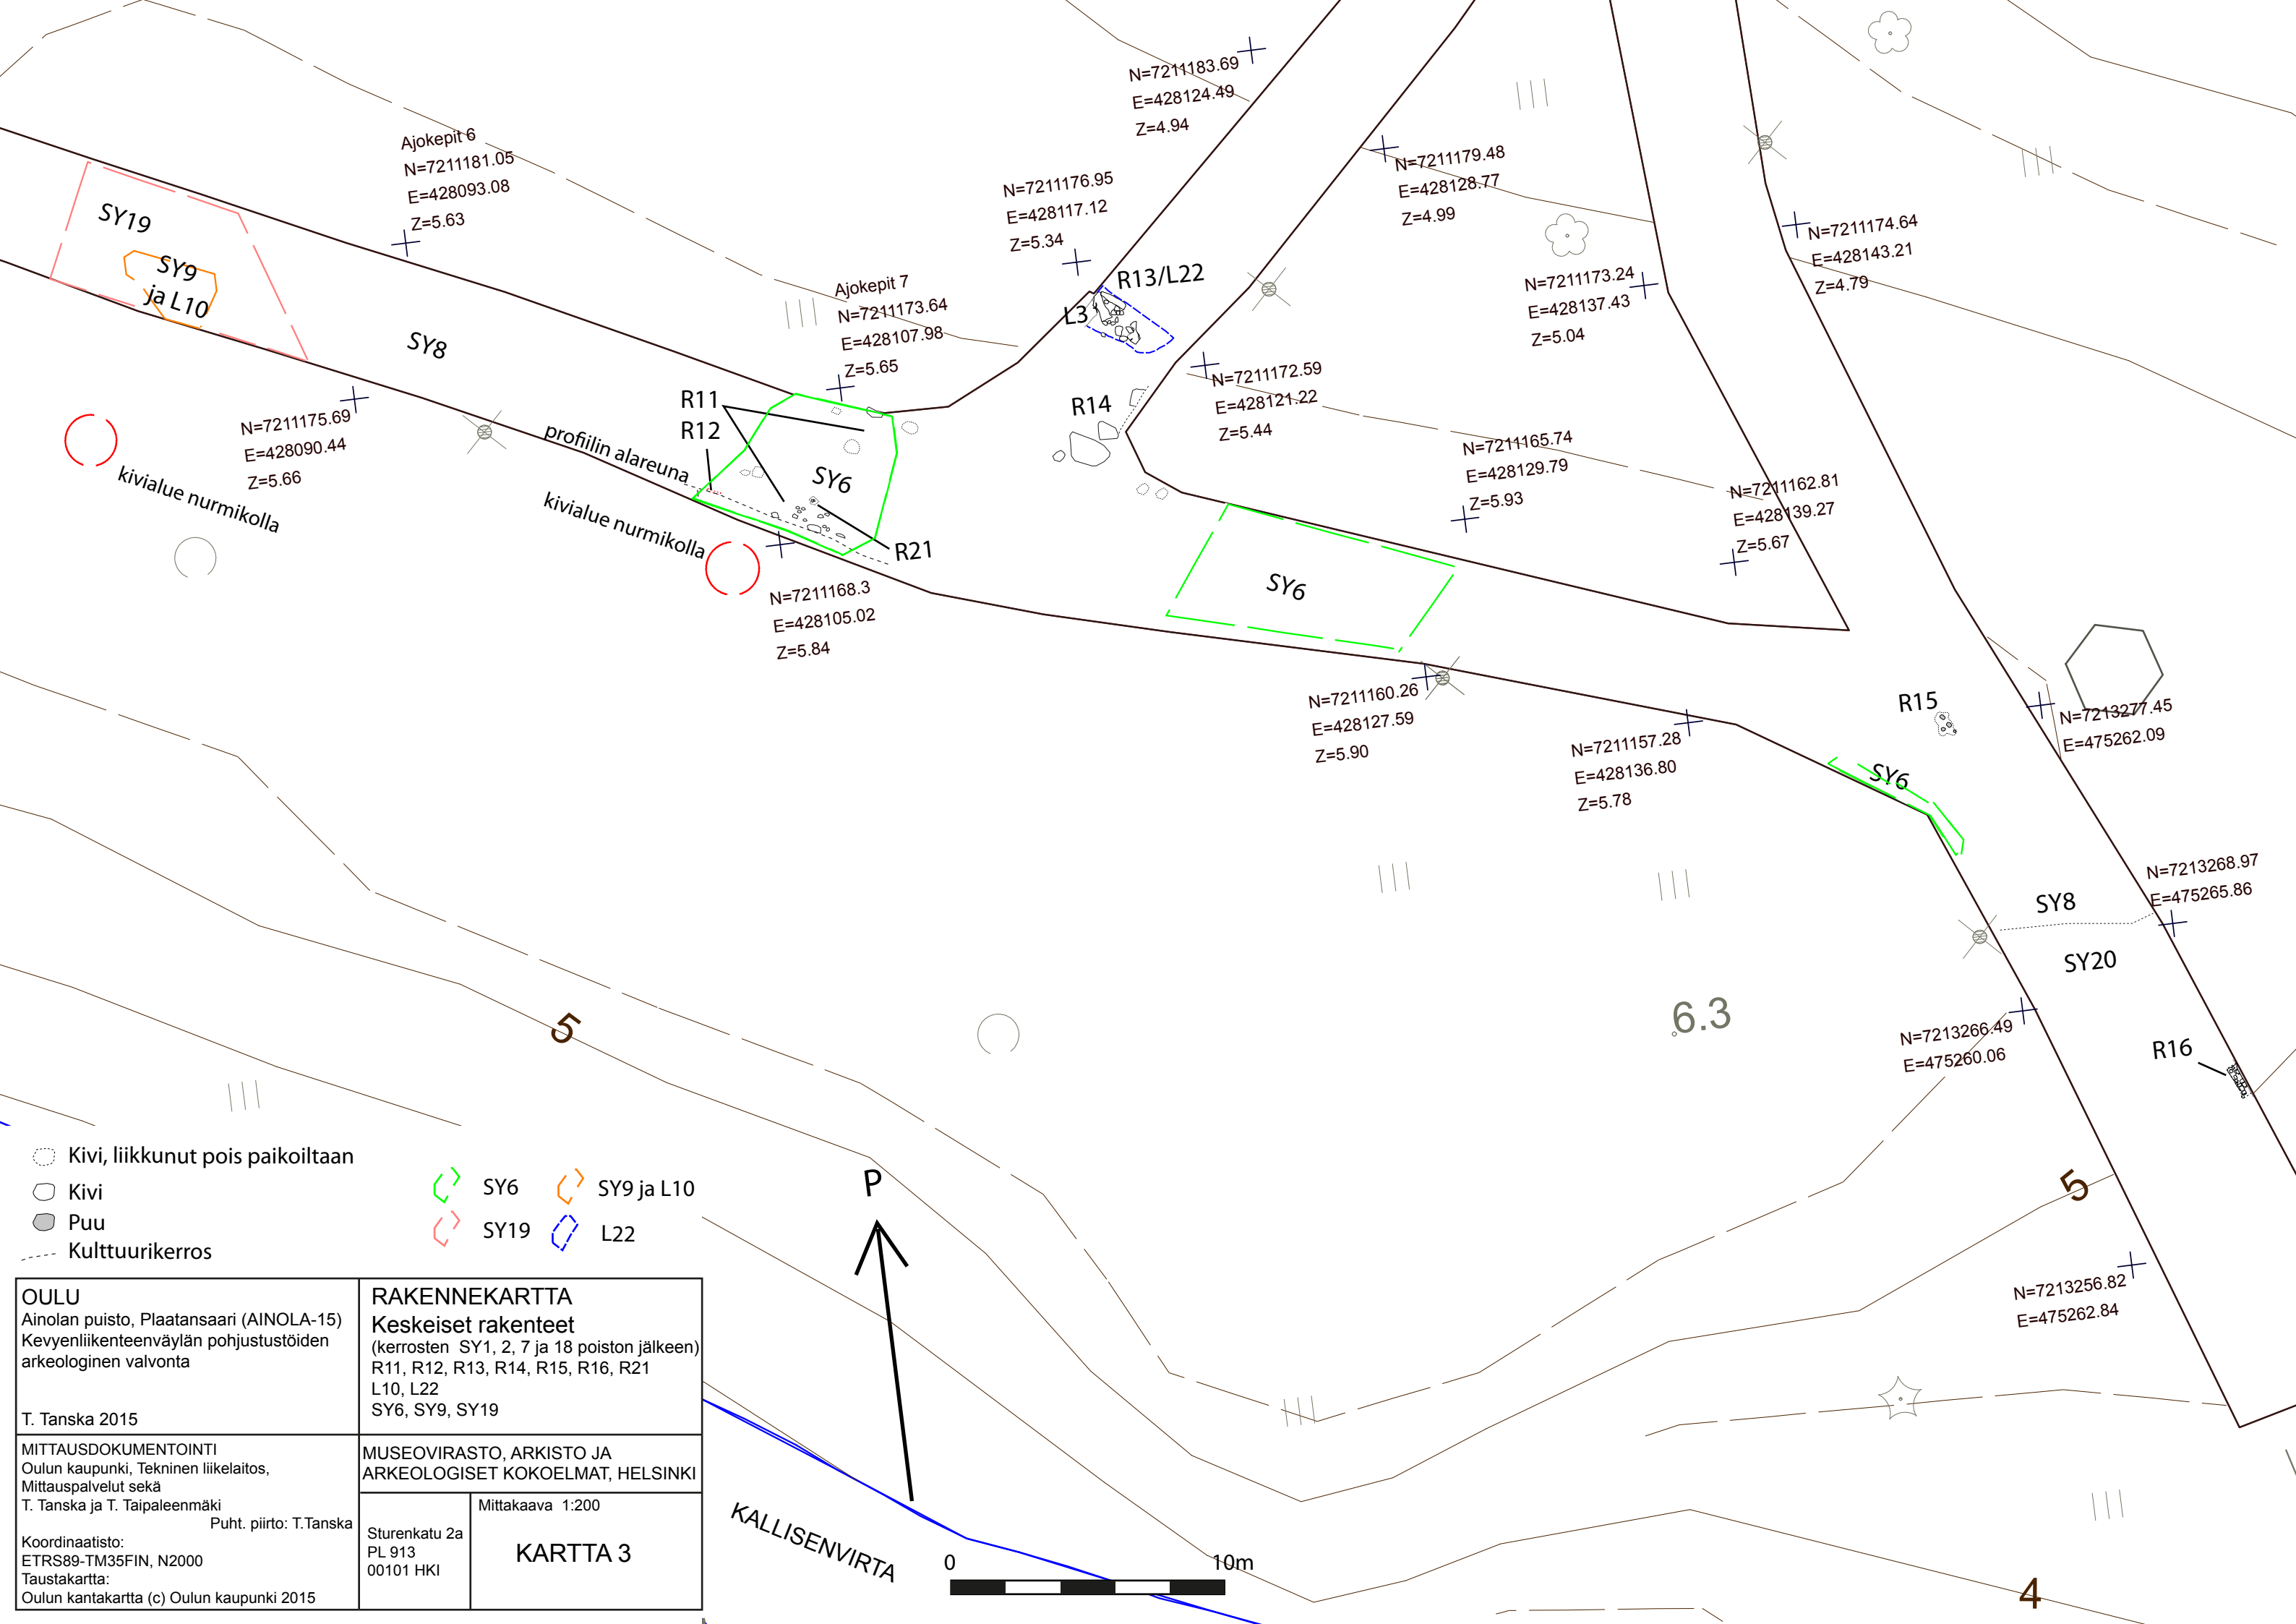 N=7211183.69
E=428124.49
Z=4.94
Ajokepit 6
N=7211181.05
E=428093.08
Z=5.63
N=7211179.48
E=428128.77
Z=4.99
N=7211176.95
E=428117.12
Z=5.34
SY19
N=7211174.64
E=428143.21
Z=4.79
SY9
ja L10
R13/L22
L3
N=7211173.24
E=428137.43
Z=5.04
Ajokepit 7
N=7211173.64
E=428107.98
Z=5.65
SY8
N=7211172.59
E=428121.22
Z=5.44
R11
R12
R14
N=7211175.69
E=428090.44
Z=5.66
profiilin alareuna
N=7211165.74
E=428129.79
Z=5.93
SY6
kivialue nurmikolla
kivialue nurmikolla
N=7211162.81
E=428139.27
Z=5.67
R21
N=7211168.3
E=428105.02
Z=5.84
SY6
N=7211160.26
E=428127.59
Z=5.90
R15
N=7213277.45
E=475262.09
N=7211157.28
E=428136.80
Z=5.78
SY6
N=7213268.97
E=475265.86
SY8
SY20
5
6.3
N=7213266.49
E=475260.06
R16
5
N=7213256.82
E=475262.84
4
P
KALLISENVIRTA
0 10m
Kivi, liikkunut pois paikoiltaan
Kivi
Puu
Kulttuurikerros
SY6
SY9 ja L10
SY19
L22
OULU
Ainolan puisto, Plaatansaari (AINOLA-15)
Kevyenliikenteenväylän pohjustustöiden
arkeologinen valvonta
T. Tanska 2015
RAKENNEKARTTA
Keskeiset rakenteet
(kerrosten SY1, 2, 7 ja 18 poiston jälkeen)
R11, R12, R13, R14, R15, R16, R21
L10, L22
SY6, SY9, SY19
MITTAUSDOKUMENTOINTI
Oulun kaupunki, Tekninen liikelaitos,
Mittauspalvelut sekä
T. Tanska ja T. Taipaleenmäki
Puht. piirto: T.Tanska
Koordinaatisto:
ETRS89-TM35FIN, N2000
Taustakartta:
Oulun kantakartta (c) Oulun kaupunki 2015
MUSEOVIRASTO, ARKISTO JA
ARKEOLOGISET KOKOELMAT, HELSINKI
Sturenkatu 2a
PL 913
00101 HKI
Mittakaava 1:200
KARTTA 3